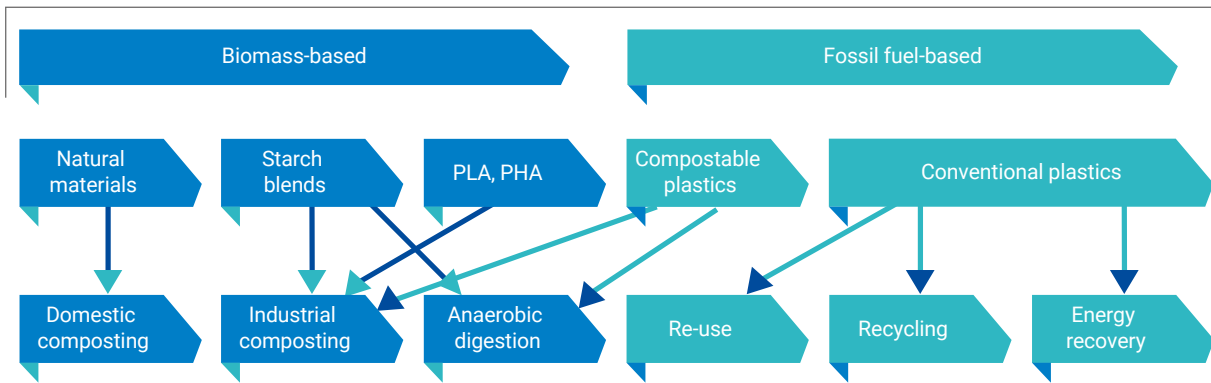 Biomass-based
Fossil fuel-based
Natural
materials
Starch
blends
PLA, PHA
Compostable
plastics
Conventional plastics
Domestic
composting
Industrial
composting
Anaerobic
digestion
Re-use
Recycling
Energy
recovery